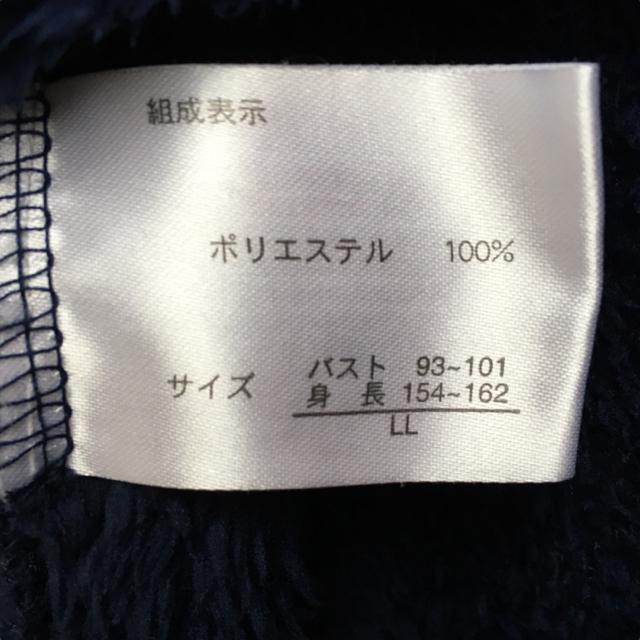 組成表示
ポリエステル 100%
サイズ
バスト 93~101
身長 154~162
LL